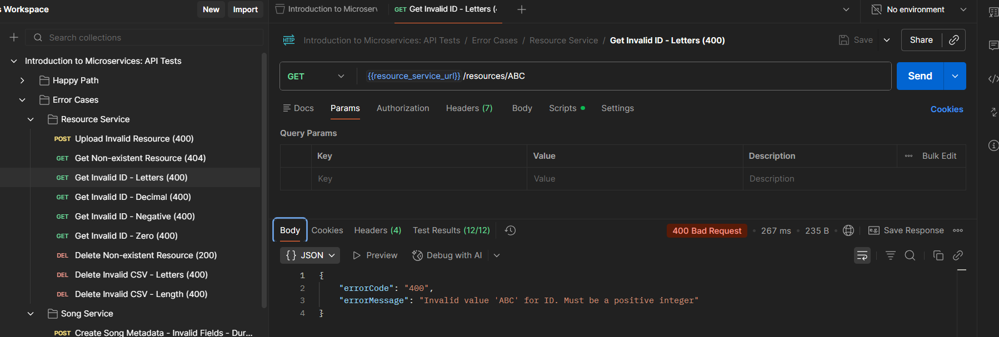 s Workspace
New
Import
Search collections
Introduction to Microservices: API Tests
Happy Path
Error Cases
Resource Service
POST Upload Invalid Resource (400)
GET Get Non-existent Resource (404)
GET Get Invalid ID - Letters (400)
GET Get Invalid ID - Decimal (400)
GET Get Invalid ID - Negative (400)
GET Get Invalid ID - Zero (400)
DEL Delete Non-existent Resource (200)
DEL Delete Invalid CSV - Letters (400)
DEL Delete Invalid CSV - Length (400)
Song Service
POST Create Song Metadata - Invalid Fields - Dur...
Introduction to Microserv
GET Get Invalid ID - Letters (
No environment
HTTP Introduction to Microservices: API Tests / Error Cases / Resource Service / Get Invalid ID - Letters (400)
Save
Share
GET
{{resource_service_url}} /resources/ABC
Send
Docs Params Authorization Headers (7) Body Scripts Settings
Cookies
Query Params
Key Value Description
Bulk Edit
Key Value Description
Body Cookies Headers (4) Test Results (12/12)
400 Bad Request • 267 ms • 235 B
e.g. Save Response
{} JSON
Preview
Debug with AI
1 {
2 "errorCode": "400",
3 "errorMessage": "Invalid value 'ABC' for ID. Must be a positive integer"
4 }